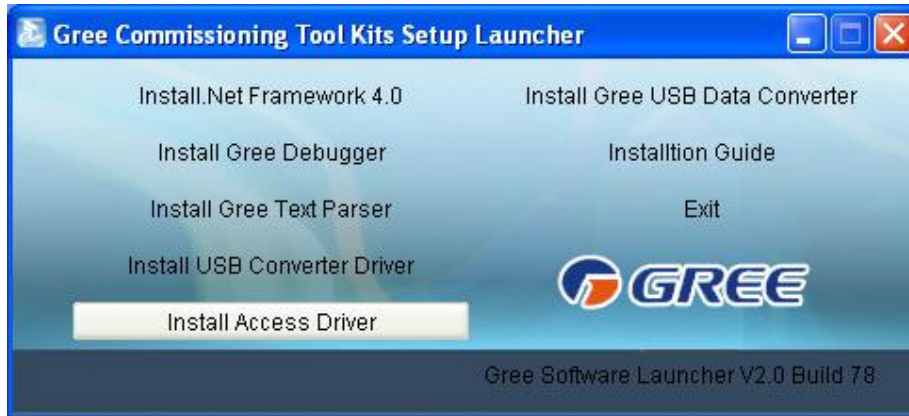 Gree Commissioning Tool Kits Setup Launcher
Install.Net Framework 4.0
Install Gree USB Data Converter
Install Gree Debugger
Installtion Guide
Install Gree Text Parser
Exit
Install USB Converter Driver
GREE
Install Access Driver
Gree Software Launcher V2.0 Build 78